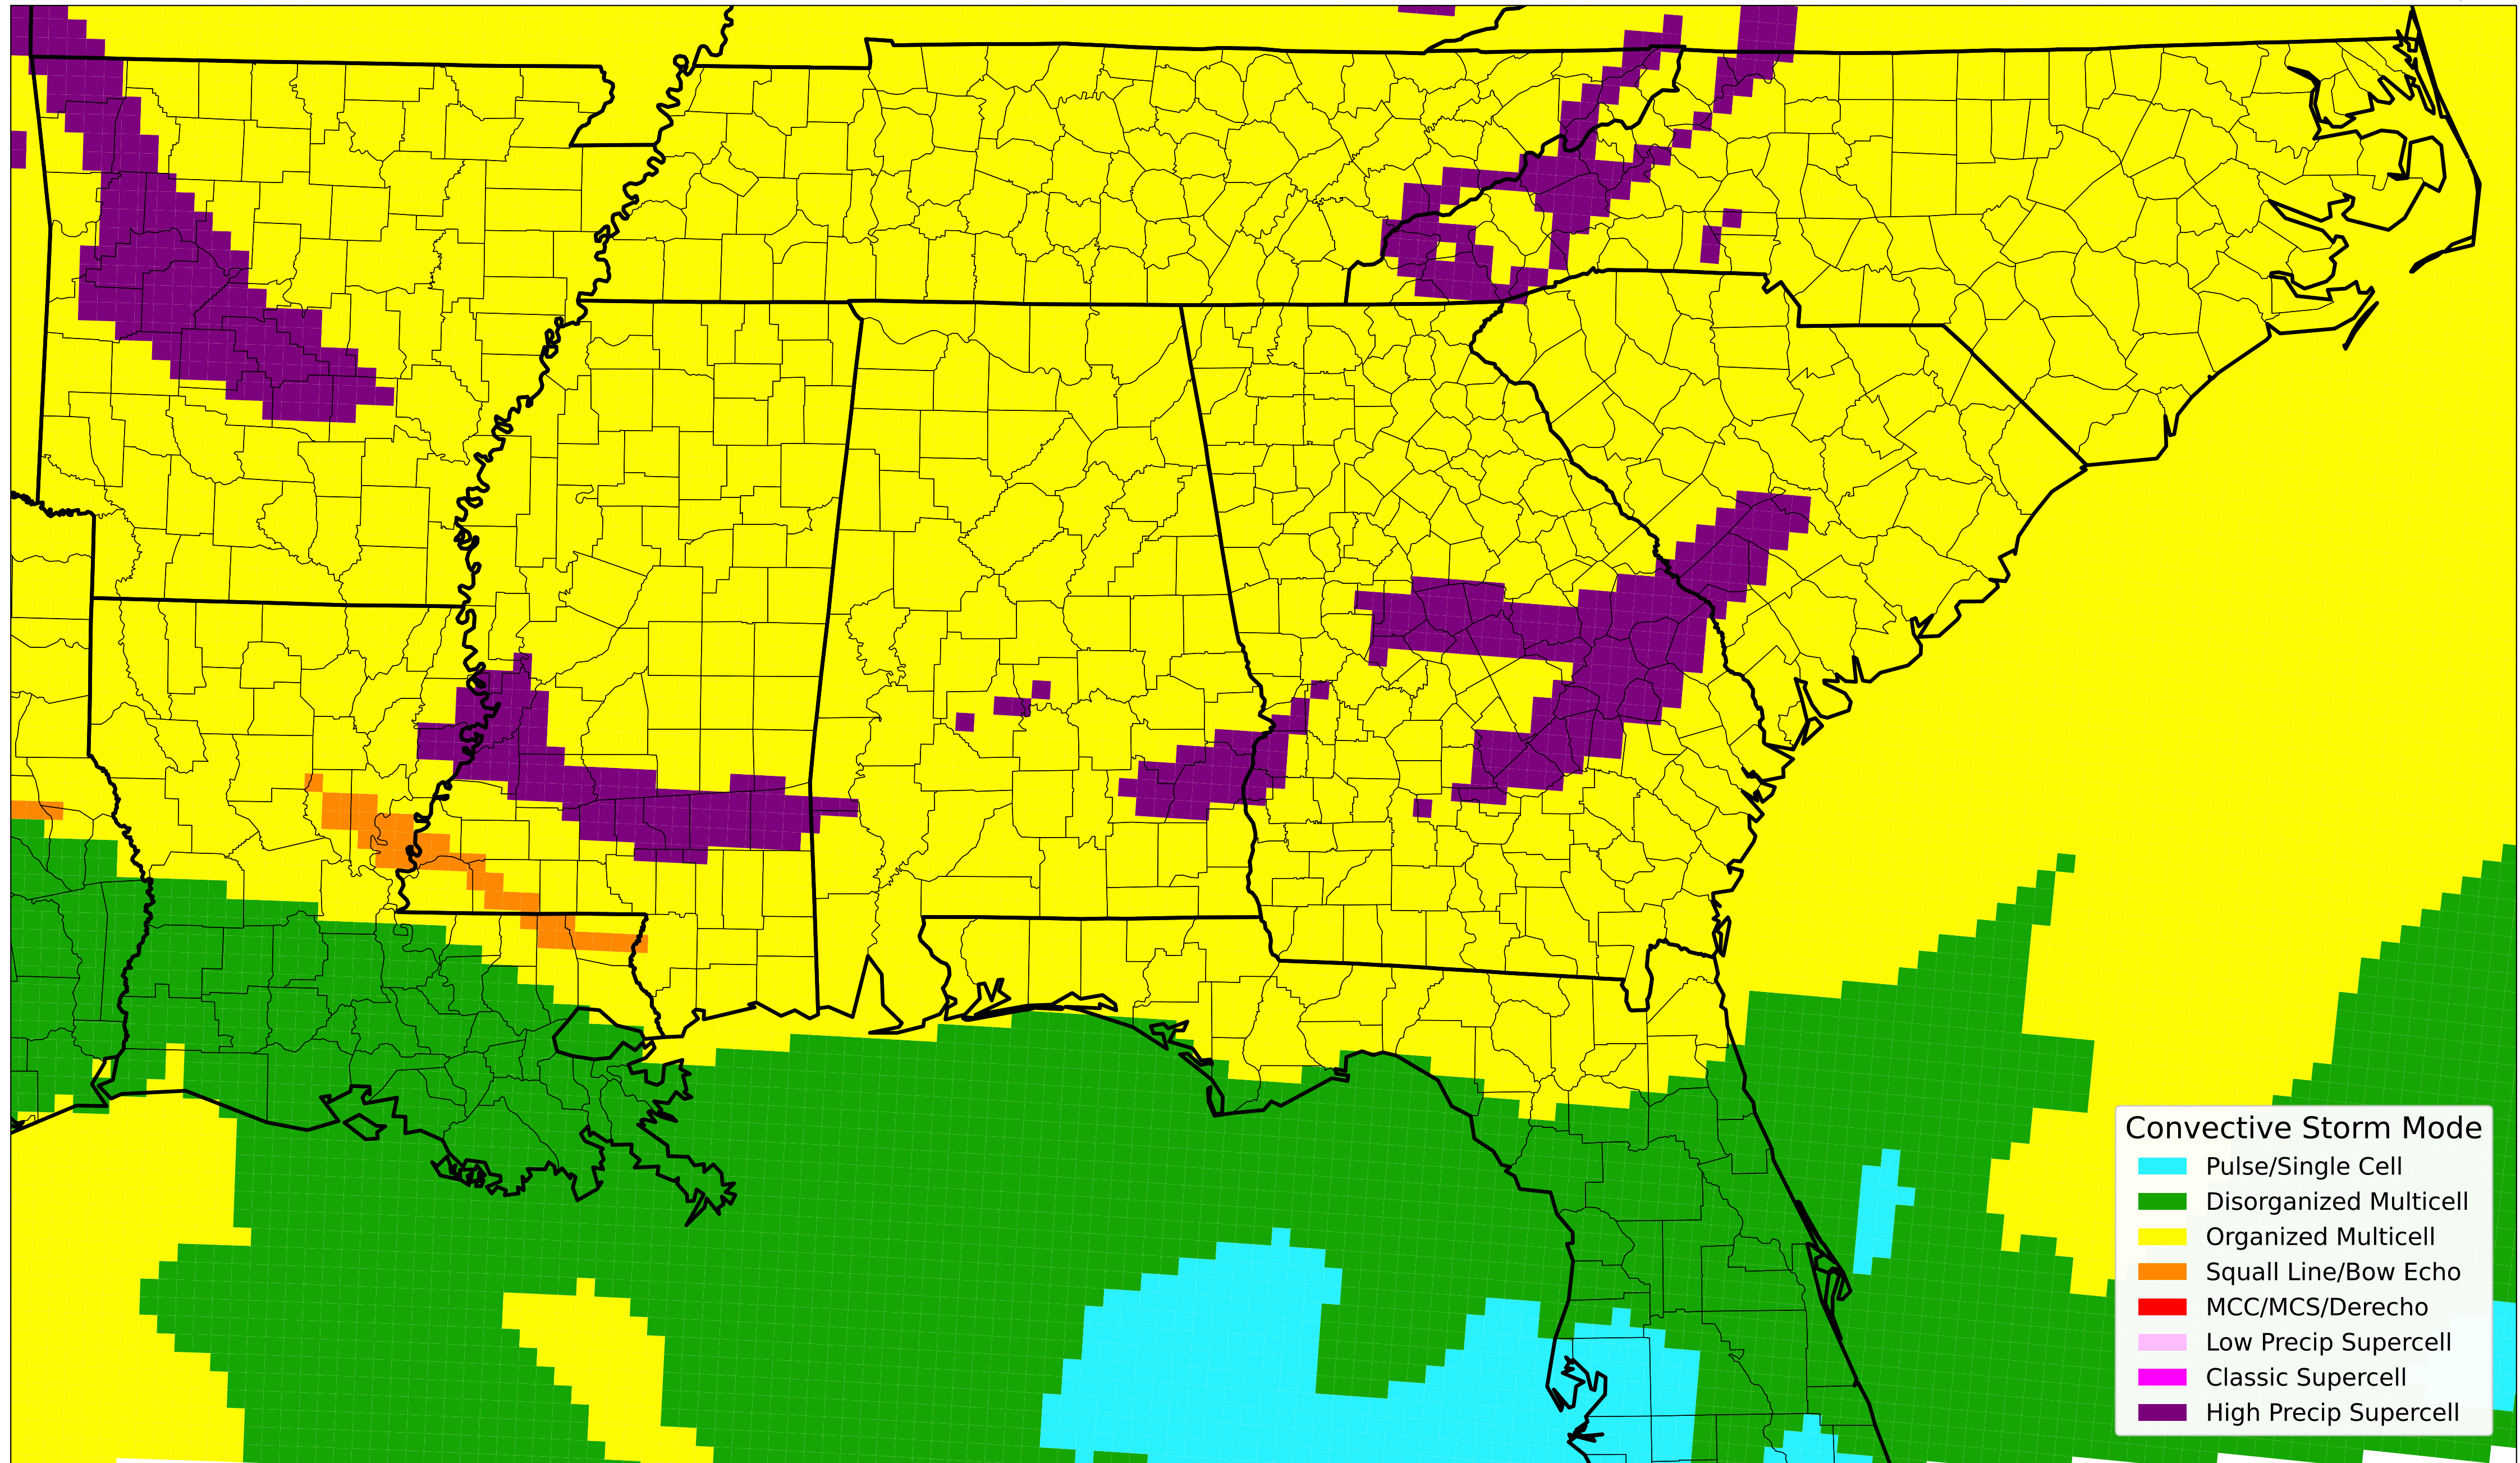 Convective Storm Mode
Pulse/Single Cell
Disorganized Multicell
Organized Multicell
Squall Line/Bow Echo
MCC/MCS/Derecho
Low Precip Supercell
Classic Supercell
High Precip Supercell